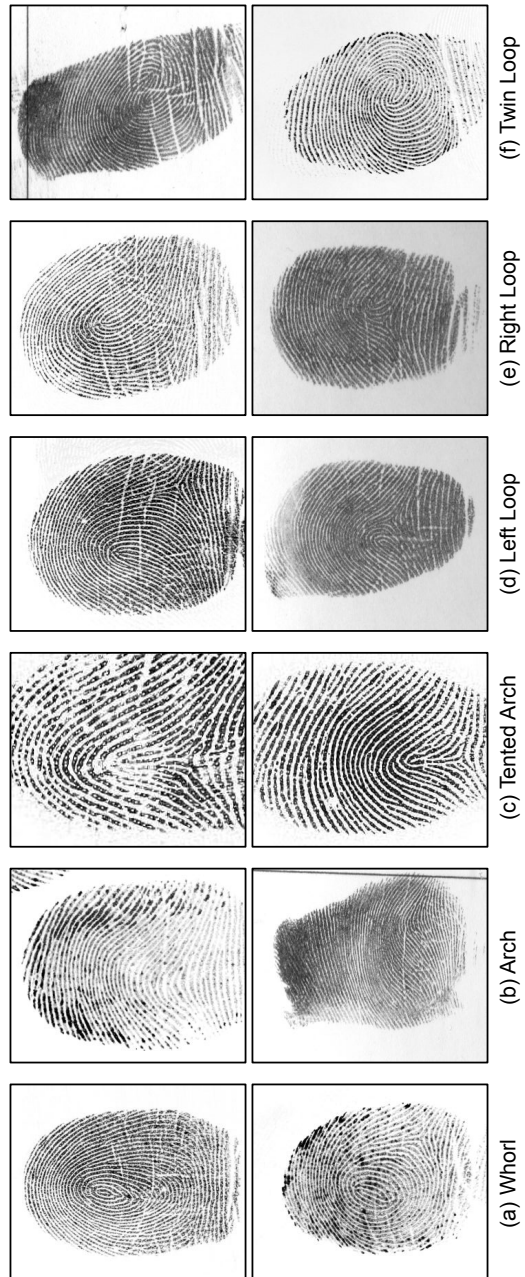 (a) Whorl
(b) Arch
(c) Tented Arch
(d) Left Loop
(e) Right Loop
(f) Twin Loop